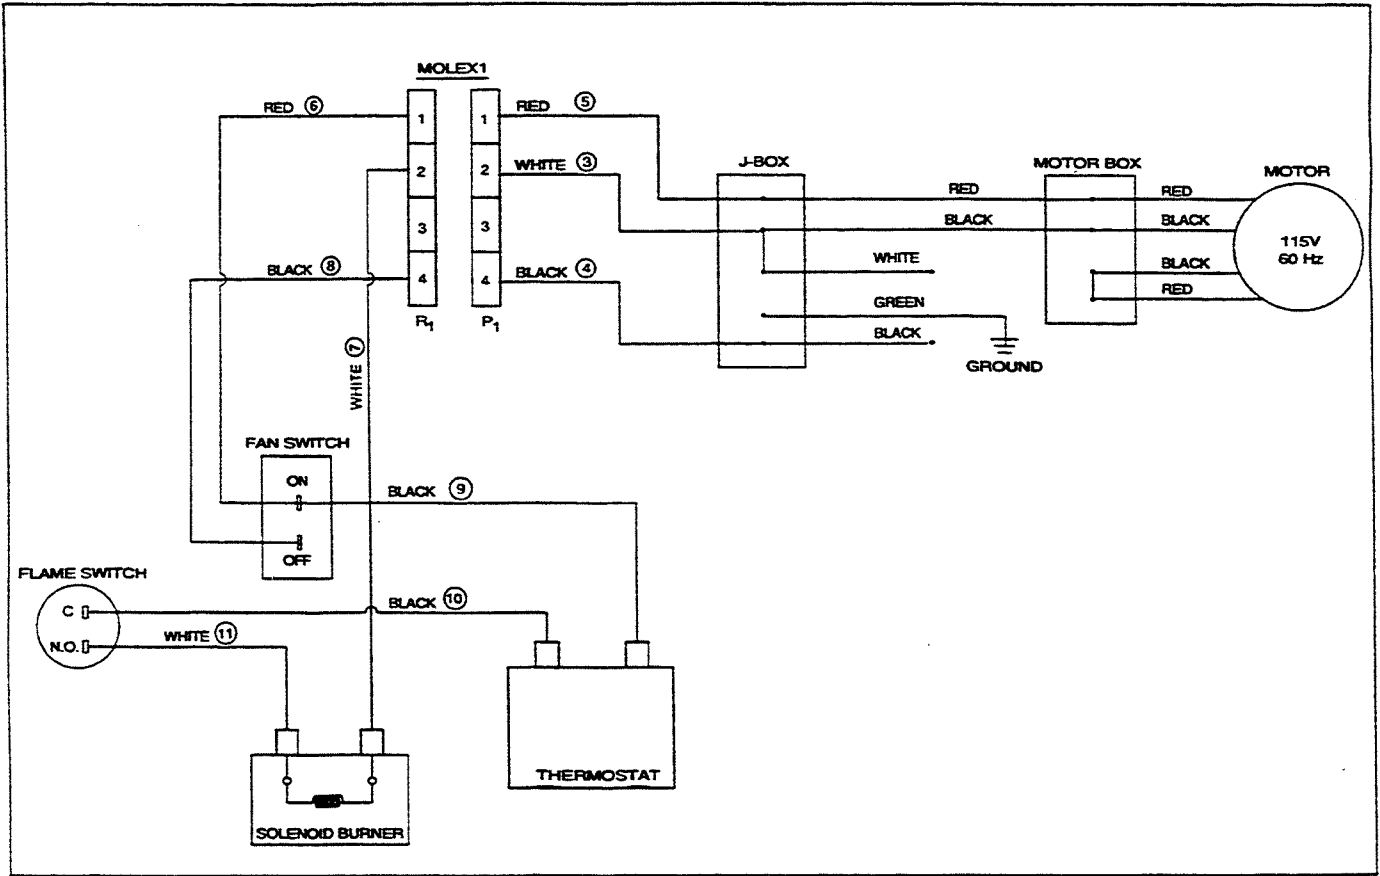 MOLEX1
RED 6
RED 5
1
1
WHITE 3
2
2
3
3
BLACK 8
BLACK 4
4
4
R1
P1
J-BOX
MOTOR BOX
MOTOR
RED
RED
BLACK
BLACK
115V
60 Hz
WHITE
BLACK
GREEN
RED
BLACK
GROUND
WHITE 7
FAN SWITCH
ON
BLACK 9
OFF
FLAME SWITCH
C
BLACK 10
N.O.
WHITE 11
THERMOSTAT
SOLENOID BURNER